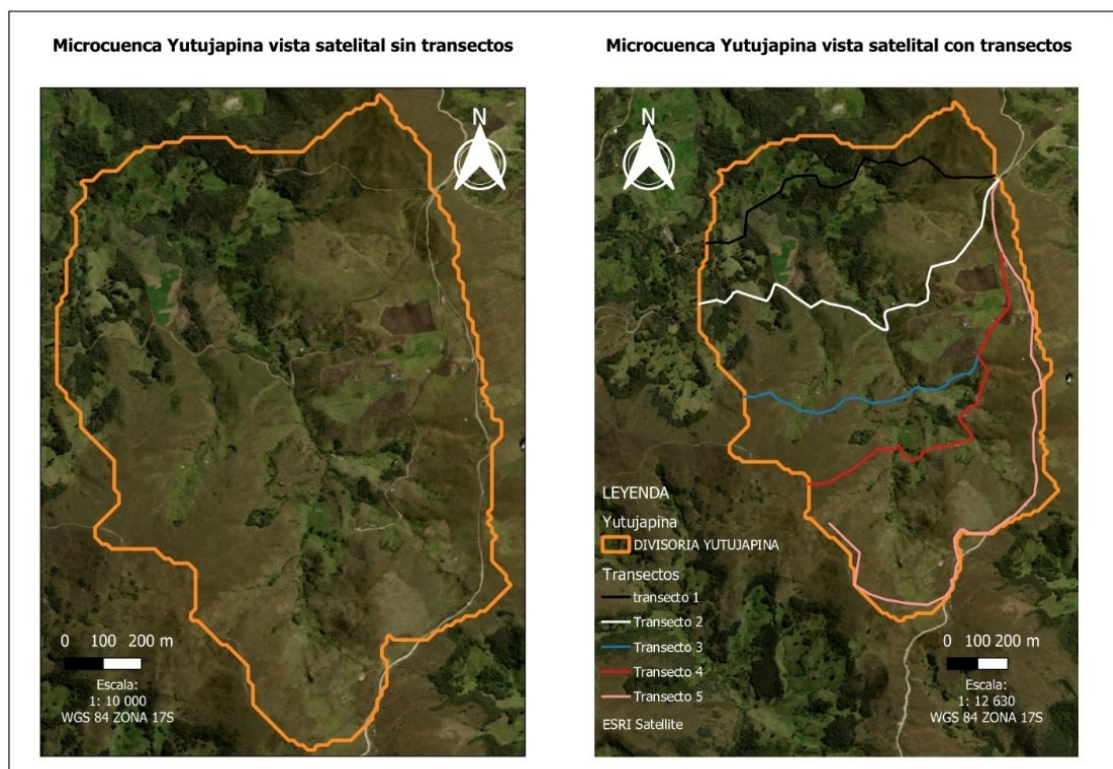 Microcuenca Yutujapina vista satelital sin transectos
N
0 100 200 m
Escala:
1: 10 000
WGS 84 ZONA 17S
Microcuenca Yutujapina vista satelital con transectos
N
LEYENDA
Yutujapina
DIVISORIA YUTUJAPINA
Transectos
transecto 1
Transecto 2
Transecto 3
Transecto 4
Transecto 5
ESRI Satellite
0 100 200 m
Escala:
1: 12 630
WGS 84 ZONA 17S